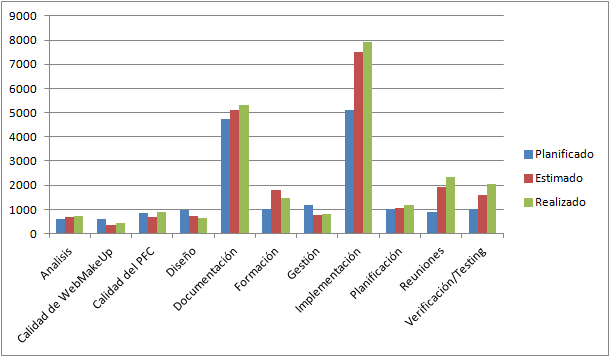 9000
8000
7000
6000
5000
4000
3000
2000
1000
0
Analisis
Calidad de WebMakeUp
Calidad del PFC
Diseño
Documentación
Formación
Gestión
Implementación
Planificación
Reuniones
Verificación/Testing
Planificado
Estimado
Realizado